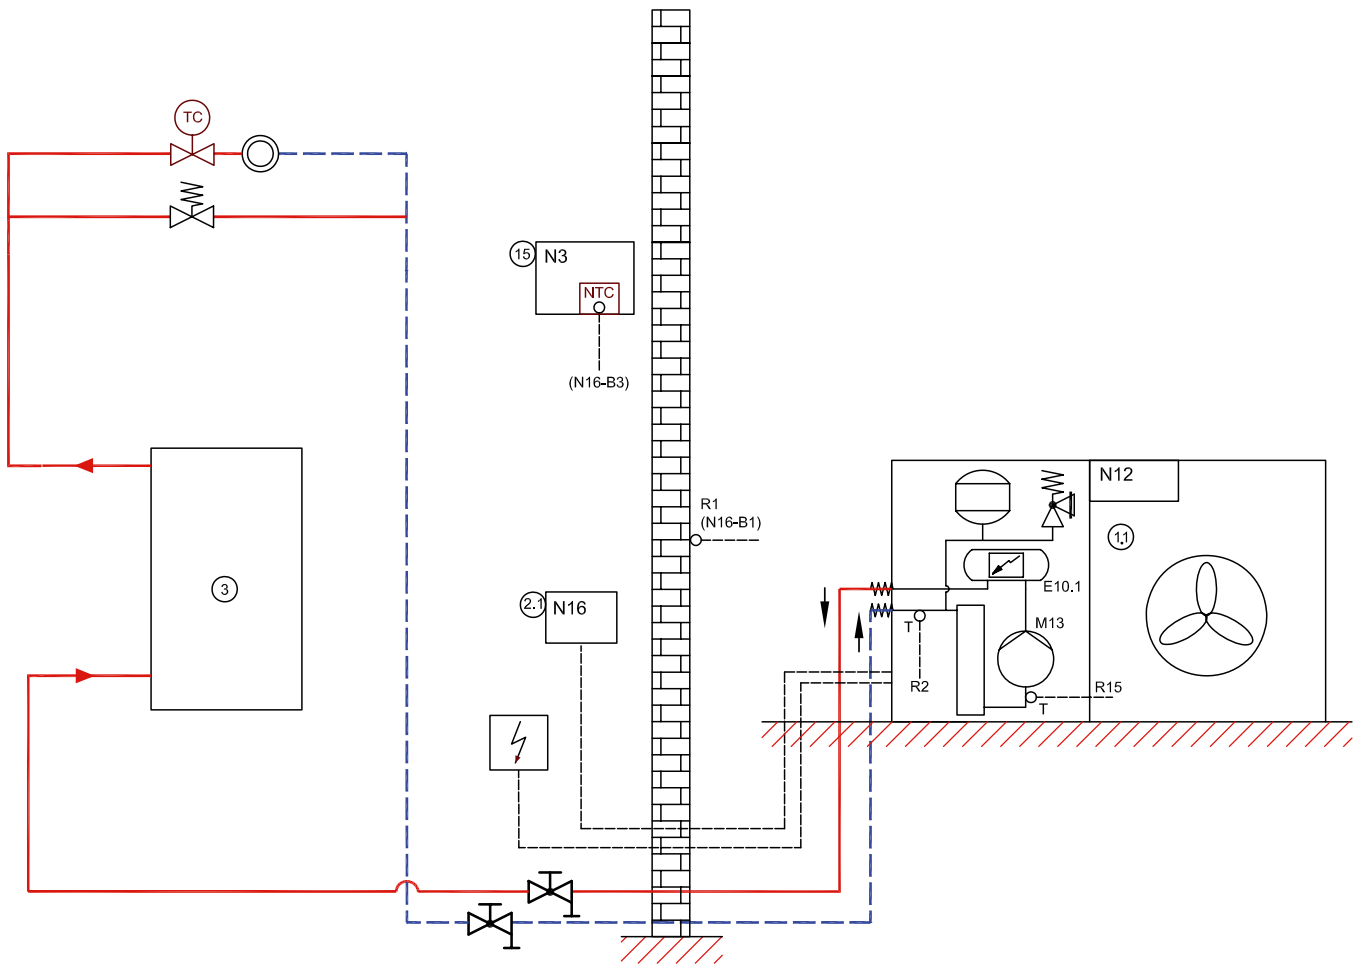 TC
15
N3
NTC
(N16-B3)
N12
R1
(N16-B1)
1.1
3
2.1
N16
E10.1
M13
T
R2
R15
T